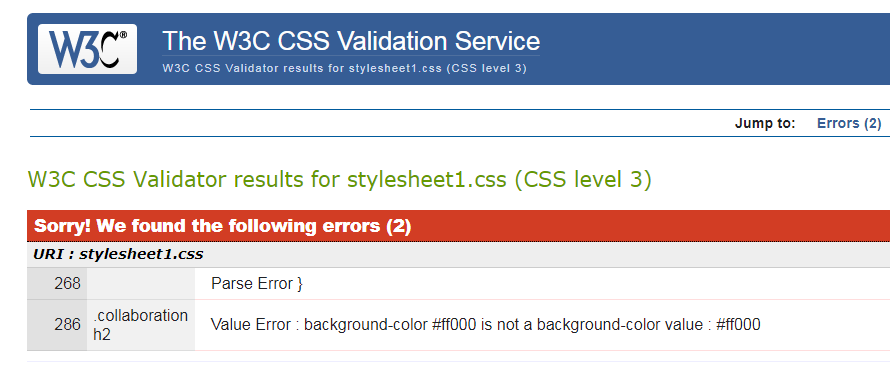 W3C®
The W3C CSS Validation Service
W3C CSS Validator results for stylesheet1.css (CSS level 3)
Jump to: Errors (2)
W3C CSS Validator results for stylesheet1.css (CSS level 3)
Sorry! We found the following errors (2)
URI : stylesheet1.css
268 Parse Error }
286 .collaboration h2 Value Error : background-color #ff000 is not a background-color value : #ff000